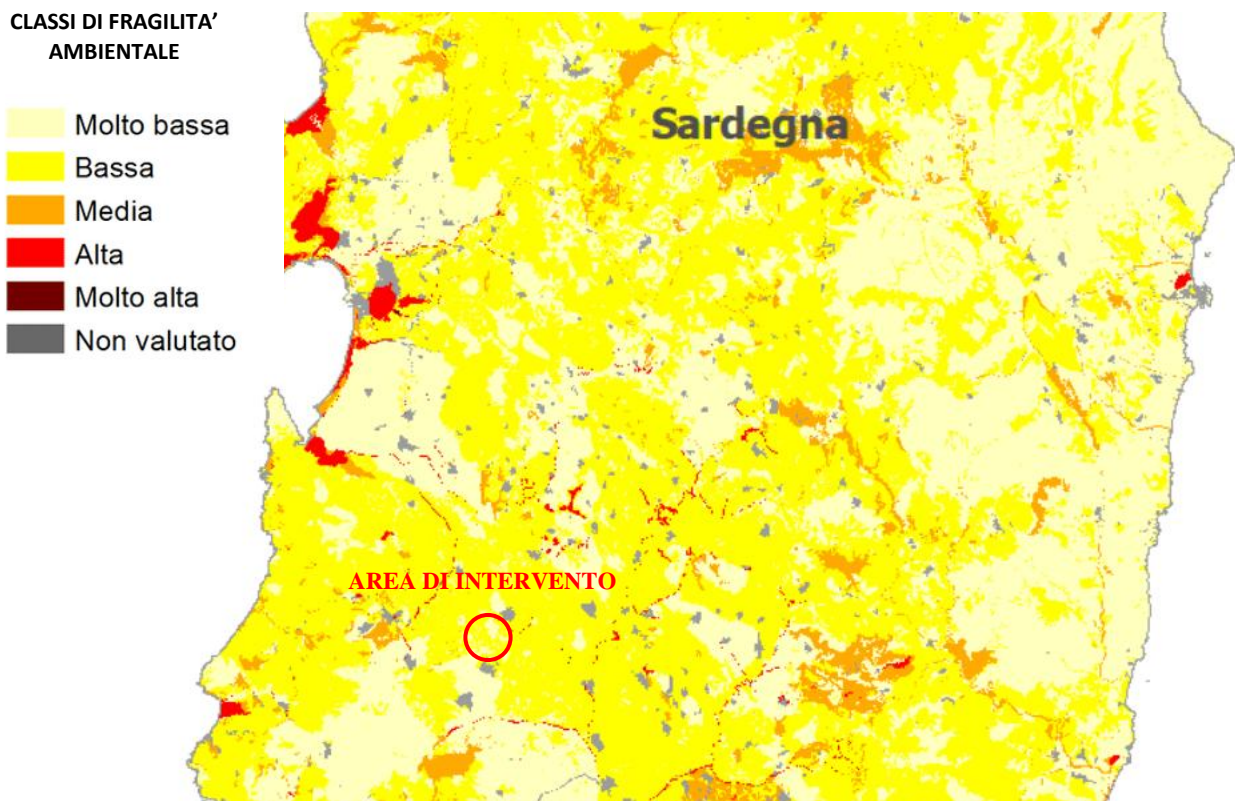 CLASSI DI FRAGILITA’
AMBIENTALE
Molto bassa
Bassa
Media
Alta
Molto alta
Non valutato
Sardegna
AREA DI INTERVENTO